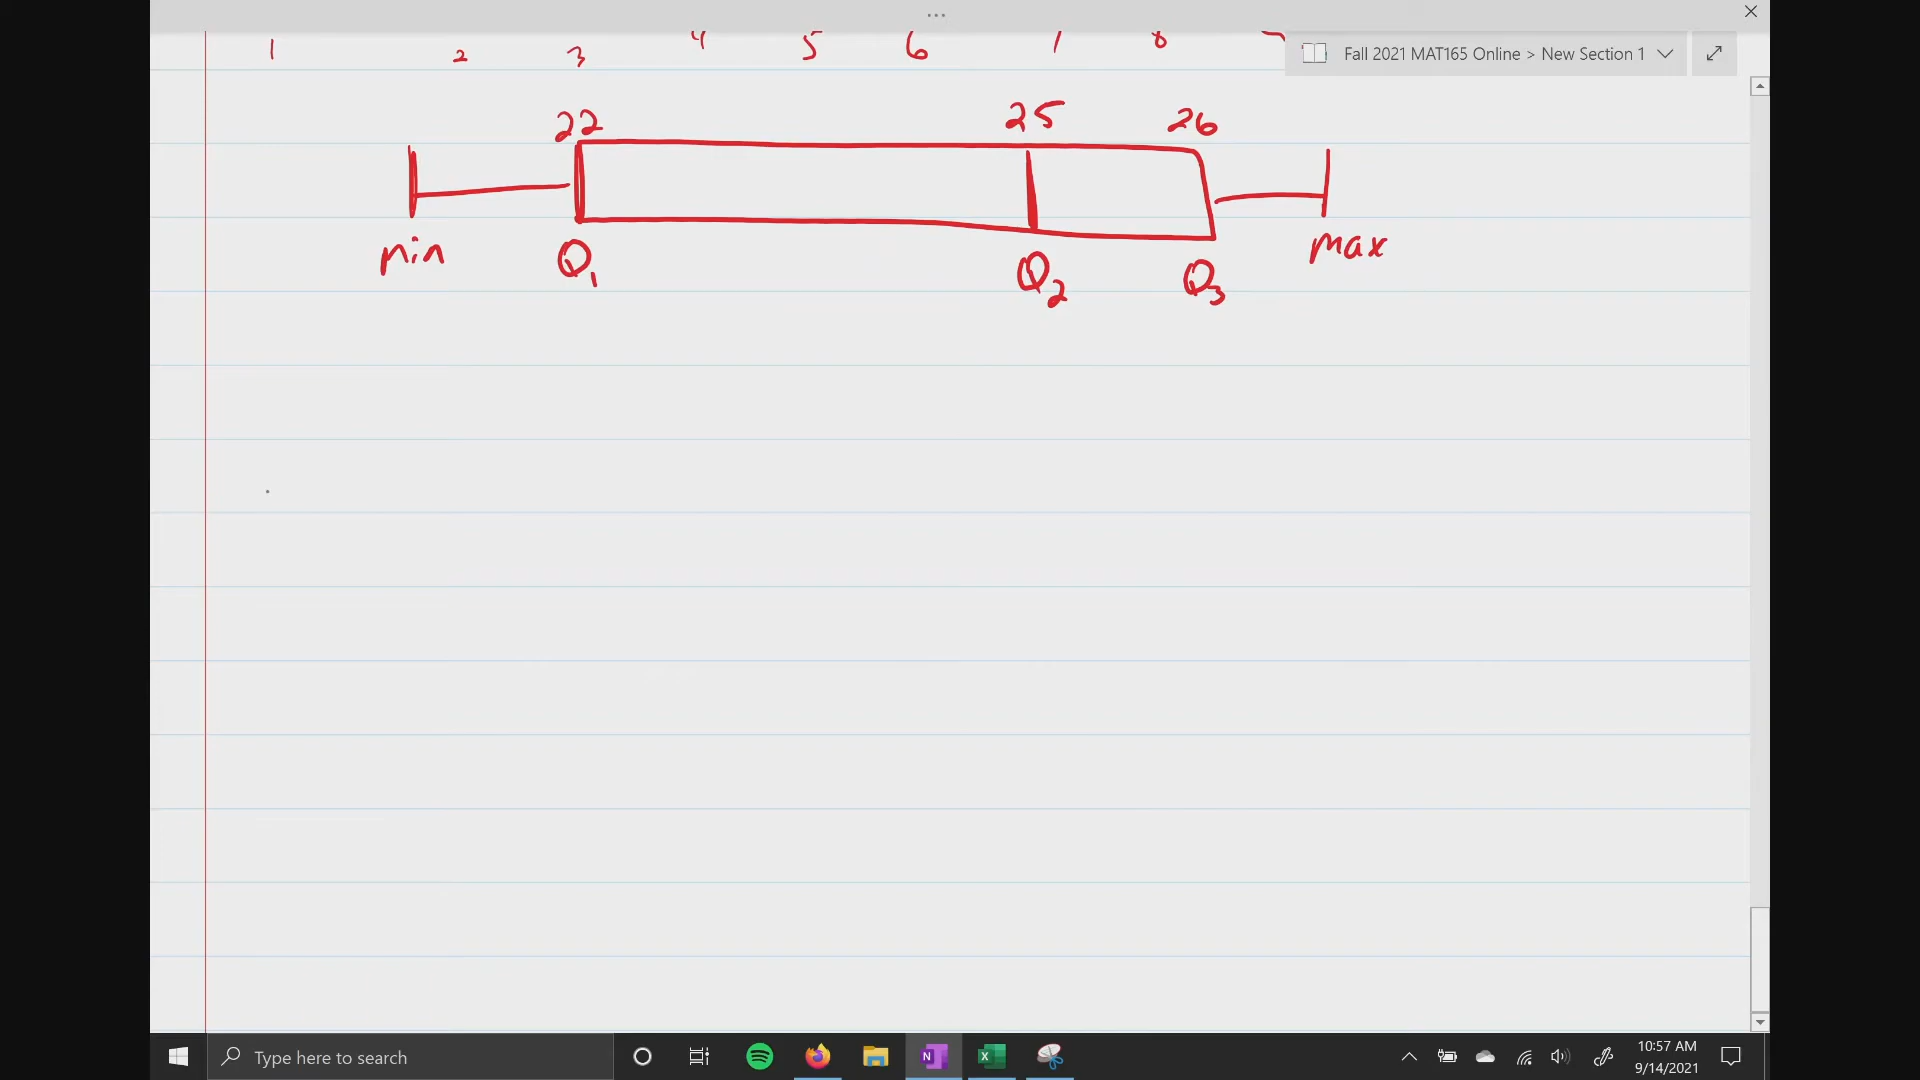 ...
1 2 3 4 5 6 7 8
Fall 2021 MAT165 Online > New Section 1
22 25 26
min Q1 Q2 Q3 max
Type here to search
10:57 AM
9/14/2021